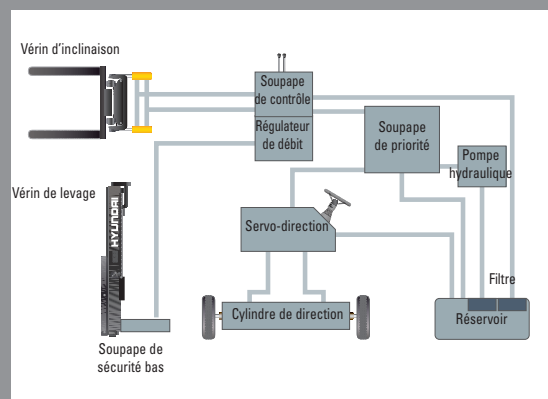 Vérin d'inclinaison
Soupape
de contrôle
Régulateur
de débit
Soupape
de priorité
Pompe
hydraulique
Vérin de levage
HYUNDAI
Servo-direction
Filtre
Cylindre de direction
Réservoir
Soupape de
sécurité bas